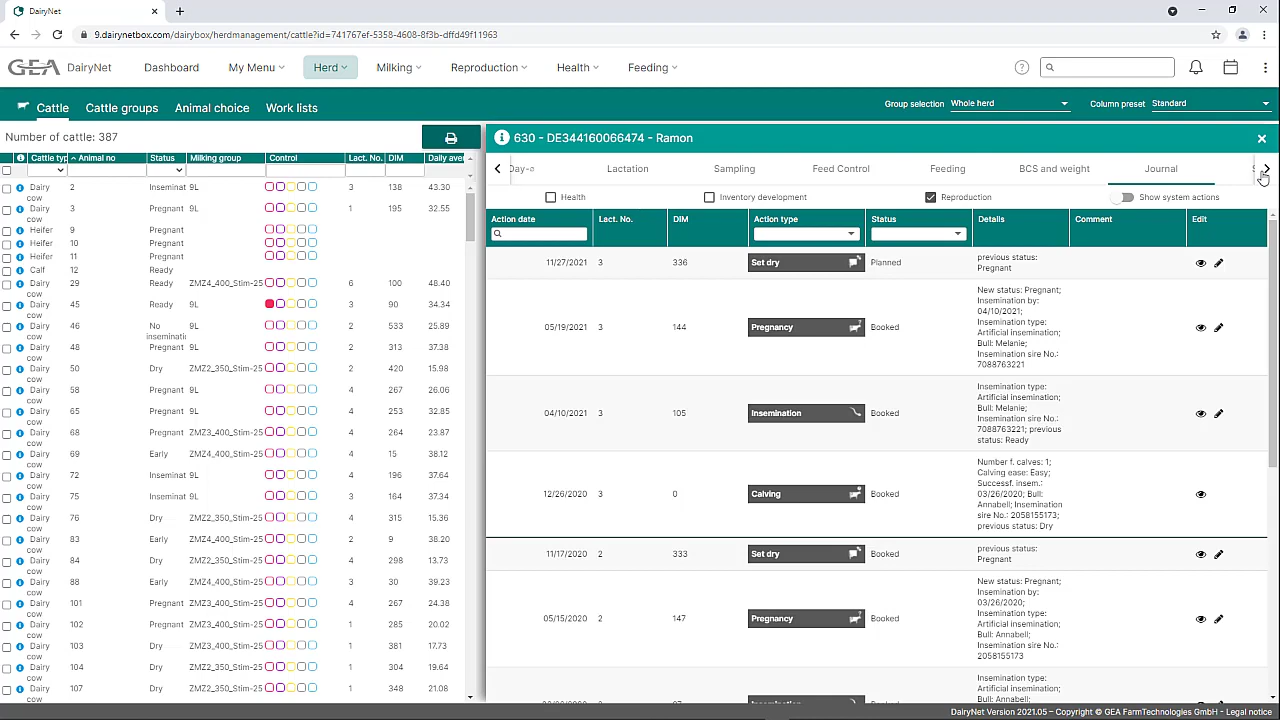 DairyNet
9.dairynetbox.com/dairybox/herdmanagement/cattle?id=741767ef-5358-4608-8f3b-dffd49f11963
GEA DairyNet Dashboard My Menu Herd Milking Reproduction Health Feeding
Cattle Cattle groups Animal choice Work lists Group selection Whole herd Column preset Standard
Number of cattle: 387
Cattle typ Animal no Status Milking group Control Lact. No. DIM Daily aver
Dairy cow 2 Inseminat 9L 3 138 43.30
Dairy cow 3 Pregnant 9L 1 195 32.55
Heifer 9 Pregnant
Heifer 10 Pregnant
Heifer 11 Pregnant
Calf 12 Ready
Dairy cow 29 Ready ZMZ4_400_Stim-25 6 100 48.40
Dairy cow 45 Ready 9L 3 90 34.34
Dairy cow 46 No inseminati 9L 2 533 25.89
Dairy cow 48 Pregnant 9L 2 313 37.38
Dairy cow 50 Dry ZMZ2_350_Stim-25 2 420 15.98
Dairy cow 58 Pregnant 9L 4 267 26.06
Dairy cow 65 Pregnant 9L 4 253 32.85
Dairy cow 68 Pregnant ZMZ3_400_Stim-25 4 264 23.87
Dairy cow 69 Early ZMZ4_400_Stim-25 4 15 38.12
Dairy cow 72 Inseminat 9L 4 196 37.64
Dairy cow 75 Inseminat 9L 3 164 37.34
Dairy cow 76 Dry ZMZ2_350_Stim-25 4 315 15.36
Dairy cow 83 Early ZMZ4_400_Stim-25 2 9 38.20
Dairy cow 84 Dry ZMZ2_350_Stim-25 4 298 13.73
Dairy cow 88 Early ZMZ4_400_Stim-25 3 30 39.23
Dairy cow 101 Pregnant ZMZ3_400_Stim-25 4 267 24.38
Dairy cow 102 Pregnant ZMZ3_400_Stim-25 1 285 20.02
Dairy cow 103 Dry ZMZ3_400_Stim-25 1 381 17.73
Dairy cow 104 Dry ZMZ2_350_Stim-25 1 304 19.64
Dairy cow 107 Dry ZMZ2_350_Stim-25 1 348 21.08
630 - DE344160066474 - Ramon
Lactation Sampling Feed Control Feeding BCS and weight Journal
Health Inventory development Reproduction Show system actions
Action date Lact. No. DIM Action type Status Details Comment Edit
11/27/2021 3 336 Set dry Planned previous status:
Pregnant
New status: Pregnant;
Insemination by:
04/10/2021;
05/19/2021 3 144 Pregnancy Booked Insemination type:
Artificial insemination;
Bull: Melanie;
Insemination sire No.:
7088763221
Insemination type:
Artificial insemination;
04/10/2021 3 105 Insemination Booked Bull: Melanie;
Insemination sire No.:
7088763221; previous
status: Ready
Number f. calves: 1;
Calving ease: Easy;
Successf. insem.:
12/26/2020 3 0 Calving Booked 03/26/2020; Bull:
Annabell; Insemination
sire No.: 2058155173;
previous status: Dry
11/17/2020 2 333 Set dry Booked previous status:
Pregnant
New status: Pregnant;
Insemination by:
03/26/2020;
05/15/2020 2 147 Pregnancy Booked Insemination type:
Artificial insemination;
Bull: Annabell;
Insemination sire No.:
2058155173
Insemination type:
Artificial insemination;
Bull: Annabell;
DairyNet Version 2021.05 – Copyright © GEA FarmTechnologies GmbH - Legal notice